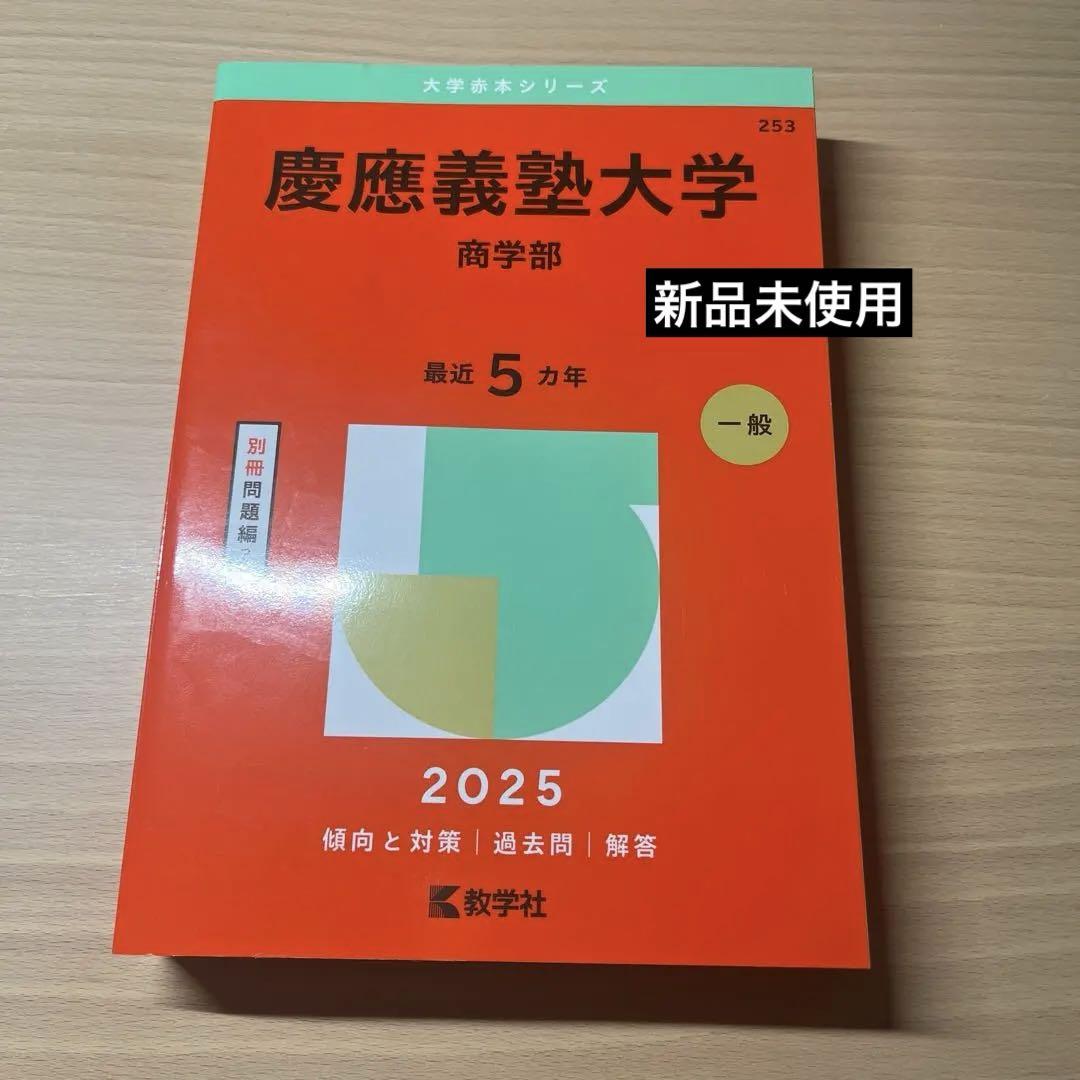 大学赤本シリーズ
253
慶應義塾大学
商学部
新品未使用
最近 5 カ年
一般
別冊問題編
2025
傾向と対策｜過去問｜解答
教学社